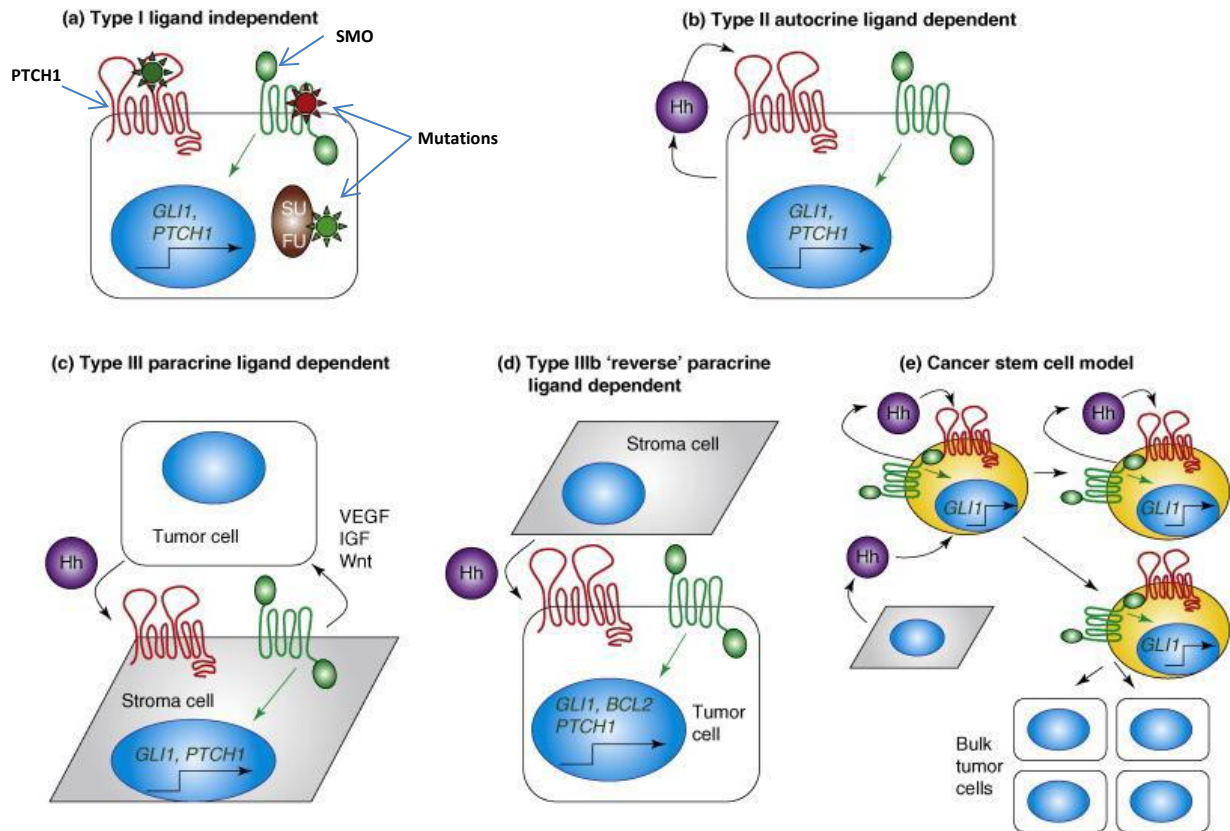 (a) Type I ligand independent
SMO
PTCH1
Mutations
GLI1,
PTCH1
SU
FU
(b) Type II autocrine ligand dependent
Hh
GLI1,
PTCH1
(c) Type III paracrine ligand dependent
Tumor cell
VEGF
IGF
Wnt
Hh
Stroma cell
GLI1, PTCH1
(d) Type IIIb 'reverse' paracrine
ligand dependent
Stroma cell
Hh
GLI1, BCL2
PTCH1
Tumor
cell
(e) Cancer stem cell model
Hh
Hh
GLI1
GLI1
Hh
GLI1
Bulk
tumor
cells